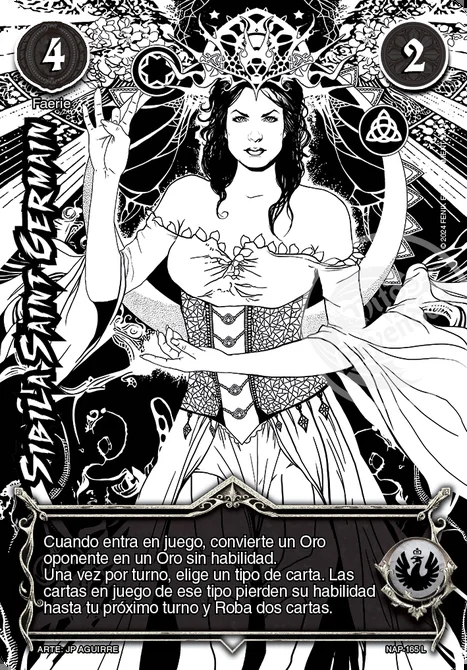 4
2
Faerie
SIBILA SAINT GERMAIN
© 2024 FENIX E
Cuando entra en juego, convierte un Oro
oponente en un Oro sin habilidad.
Una vez por turno, elige un tipo de carta. Las
cartas en juego de ese tipo pierden su habilidad
hasta tu próximo turno y Roba dos cartas.
ARTE: JP AGUIRRE
NAP-165 L